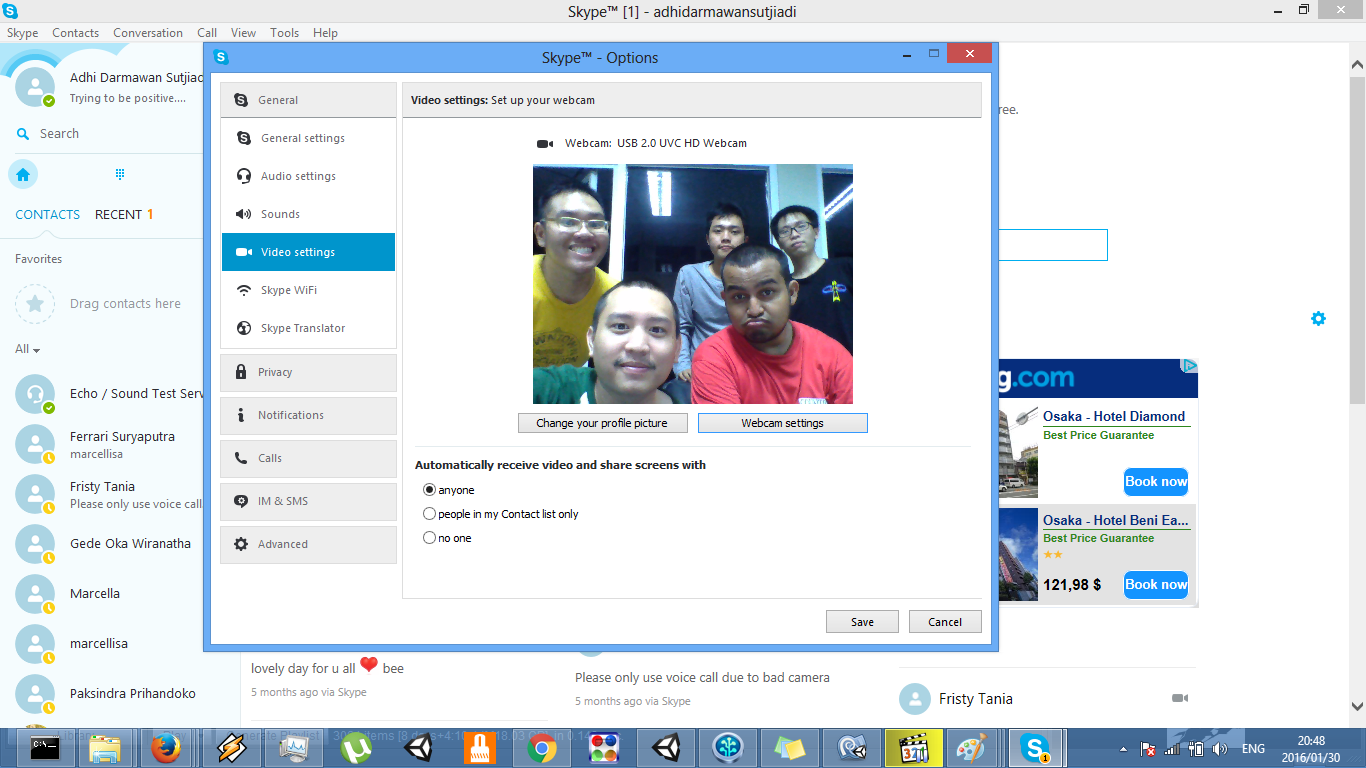 Skype™ [1] - adhidarmawansutjiadi
Skype Contacts Conversation Call View Tools Help
Adhi Darmawan Sutjiad
Trying to be positive....
Search
CONTACTS RECENT 1
Favorites
Drag contacts here
All
Echo / Sound Test Serv
Ferrari Suryaputra
marcellisa
Fristy Tania
Please only use voice call
Gede Oka Wiranatha
Marcella
marcellisa
Paksindra Prihandoko
Skype™ - Options
General
General settings
Audio settings
Sounds
Video settings
Skype WiFi
Skype Translator
Privacy
Notifications
Calls
IM & SMS
Advanced
Video settings: Set up your webcam
Webcam: USB 2.0 UVC HD Webcam
Change your profile picture
Webcam settings
Automatically receive video and share screens with
anyone
people in my Contact list only
no one
Save
Cancel
ree.
g.com
Osaka - Hotel Diamond
Best Price Guarantee
Book now
Osaka - Hotel Beni Ea...
Best Price Guarantee
121,98 $
Book now
lovely day for u all ❤ bee
5 months ago via Skype
Please only use voice call due to bad camera
5 months ago via Skype
Fristy Tania
C:\_
321
1
ENG
20:48
2016/01/30